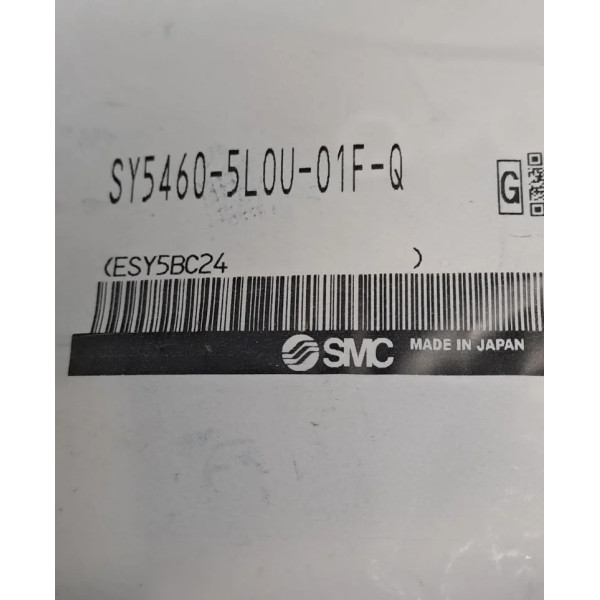 SY5460-5LOU-01F-Q
G
(ESY5BC24 )
SMC MADE IN JAPAN